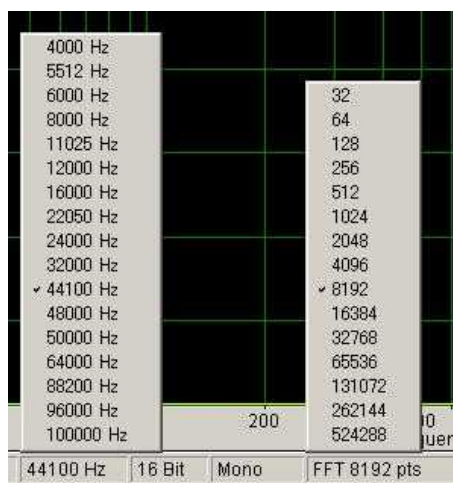 4000 Hz
5512 Hz
6000 Hz
8000 Hz
11025 Hz
12000 Hz
16000 Hz
22050 Hz
24000 Hz
32000 Hz
✓ 44100 Hz
48000 Hz
50000 Hz
64000 Hz
88200 Hz
96000 Hz
100000 Hz
32
64
128
256
512
1024
2048
4096
✓ 8192
16384
32768
65536
131072
262144
524288
200
44100 Hz
16 Bit
Mono
FFT 8192 pts